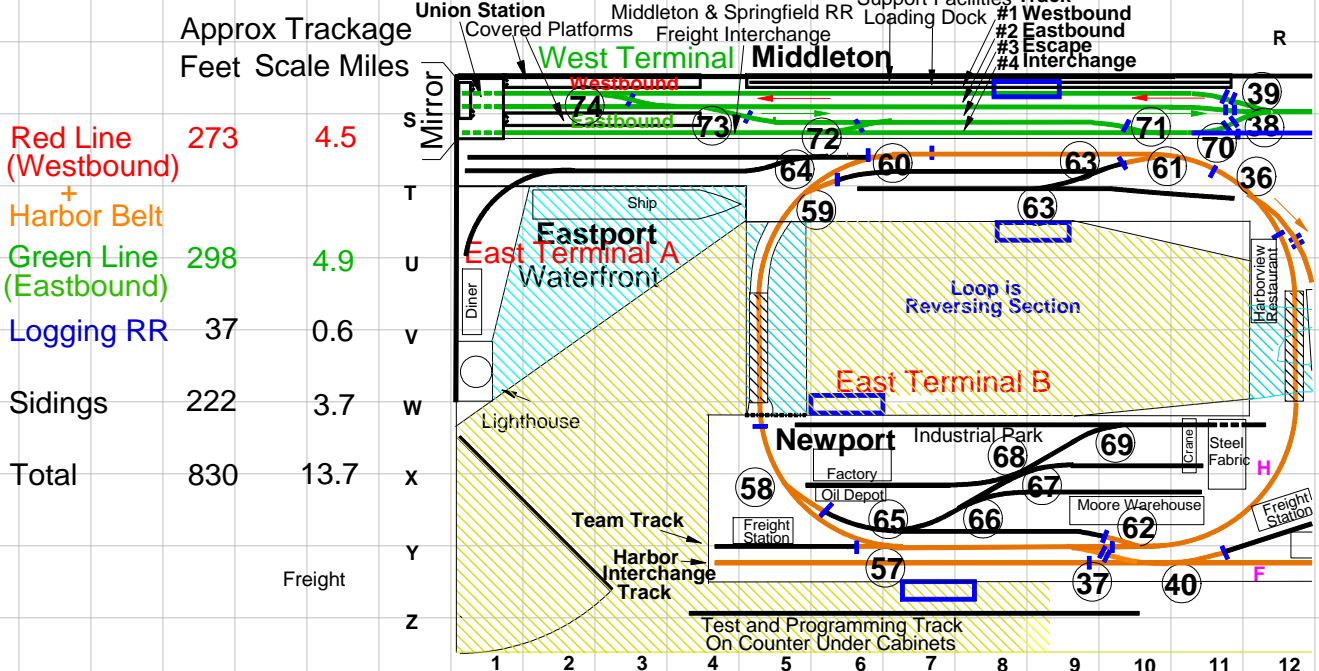 Approx Trackage
Feet Scale Miles
Red Line 273 4.5
(Westbound)
+
Harbor Belt
Green Line 298 4.9
(Eastbound)
Logging RR 37 0.6
Sidings 222 3.7
Total 830 13.7
Freight
Union Station
Covered Platforms
Middleton & Springfield RR
Freight Interchange
Support Facilities
Loading Dock
Track
#1 Westbound
#2 Eastbound
#3 Escape
#4 Interchange
R
Mirror
West Terminal
Middleton
Westbound
Eastbound
74
73
72
71
70
39
38
S
64
60
63
61
36
59
63
T
Ship
Eastport
East Terminal A
Waterfront
U
Diner
Loop is
Reversing Section
Harborview
Restaurant
V
East Terminal B
W
Lighthouse
Newport
Industrial Park
69
Crane
Steel
Fabric
68
H
X
Factory
67
58
Oil Depot
Moore Warehouse
Freight
Station
65
66
62
Team Track
Freight
Station
Y
Harbor
Interchange
Track
57
37
40
F
Z
Test and Programming Track
On Counter Under Cabinets
1 2 3 4 5 6 7 8 9 10 11 12